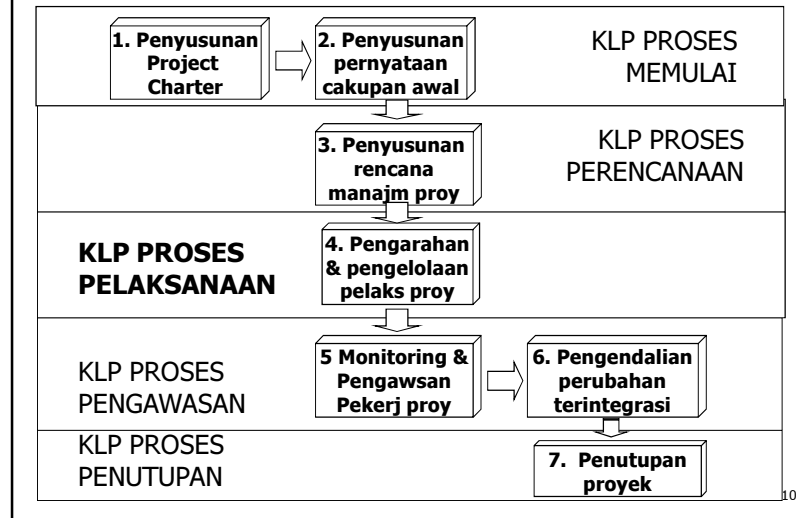 1. Penyusunan
Project
Charter
2. Penyusunan
pernyataan
cakupan awal
KLP PROSES
MEMULAI
3. Penyusunan
rencana
manajm proy
KLP PROSES
PERENCANAAN
KLP PROSES
PELAKSANAAN
4. Pengarahan
& pengelolaan
pelaks proy
KLP PROSES
PENGAWASAN
5 Monitoring &
Pengawsan
Pekerj proy
6. Pengendalian
perubahan
terintegrasi
KLP PROSES
PENUTUPAN
7. Penutupan
proyek
10